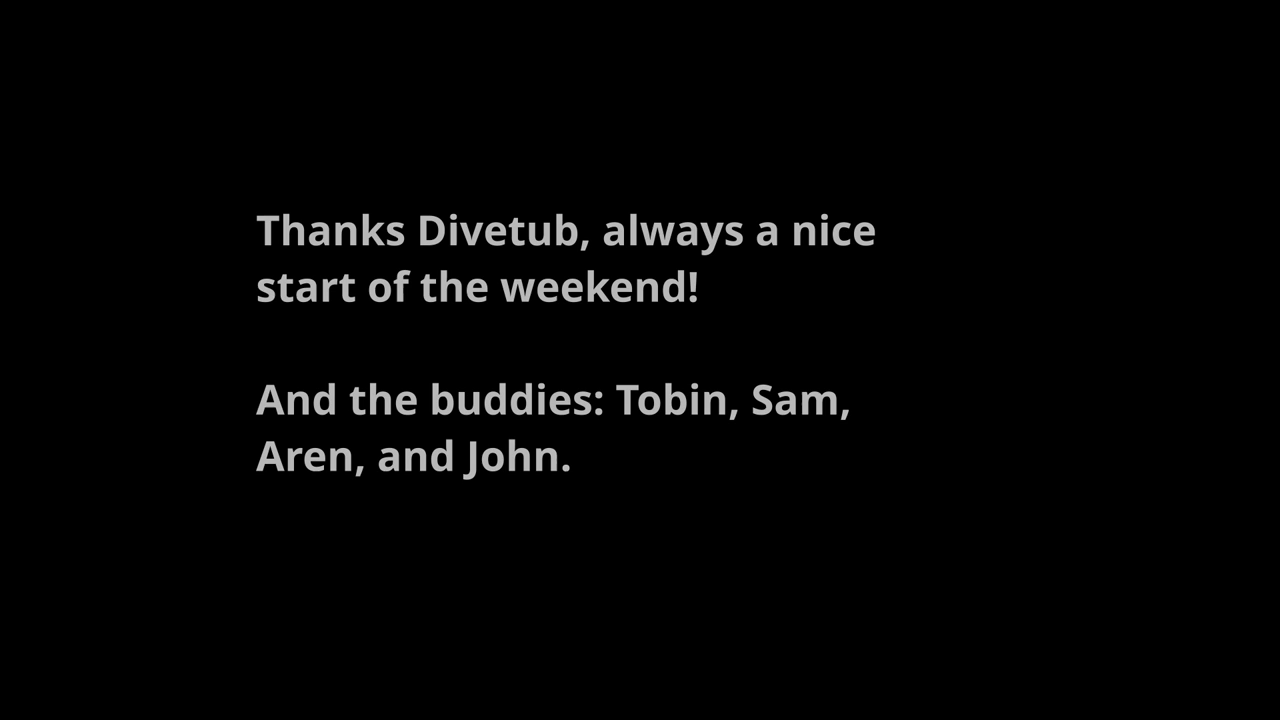 Thanks Divetub, always a nice
start of the weekend!
And the buddies: Tobin, Sam,
Aren, and John.